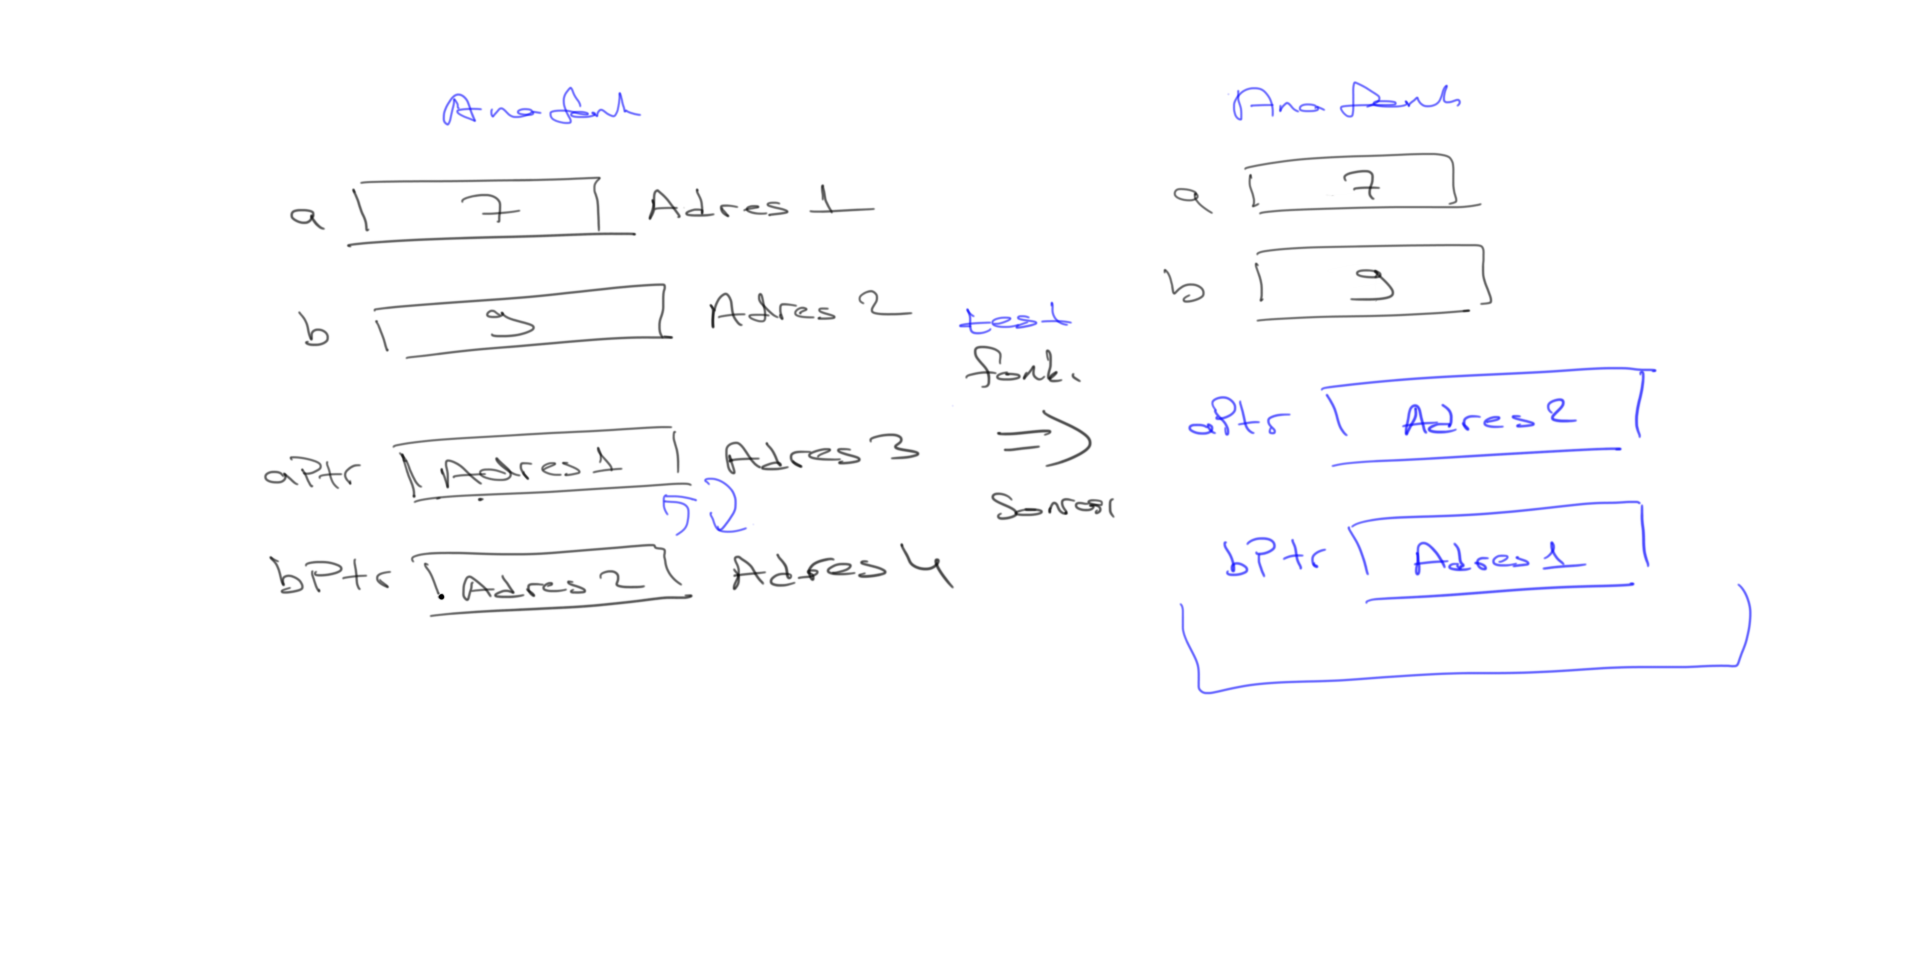 Ana fonk
a 7 Adres 1
b 9 Adres 2
aPtr Adres 1 Adres 3
bPtr Adres 2 Adres 4
test
fonk.
=>
Sonrası
Ana fonk
a 7
b 9
aPtr Adres 2
bPtr Adres 1